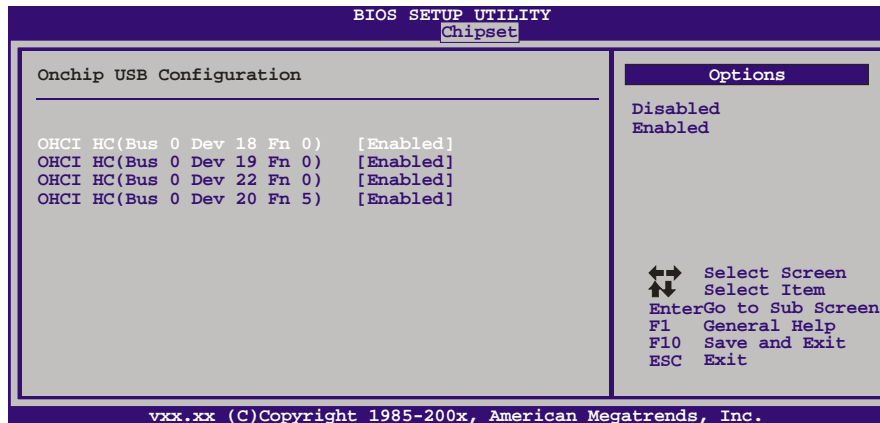 BIOS SETUP UTILITY
Chipset
Onchip USB Configuration
OHCI HC(Bus 0 Dev 18 Fn 0) [Enabled]
OHCI HC(Bus 0 Dev 19 Fn 0) [Enabled]
OHCI HC(Bus 0 Dev 22 Fn 0) [Enabled]
OHCI HC(Bus 0 Dev 20 Fn 5) [Enabled]
Options
Disabled
Enabled
Select Screen
Select Item
EnterGo to Sub Screen
F1 General Help
F10 Save and Exit
ESC Exit
vxx.xx (C)Copyright 1985-200x, American Megatrends, Inc.